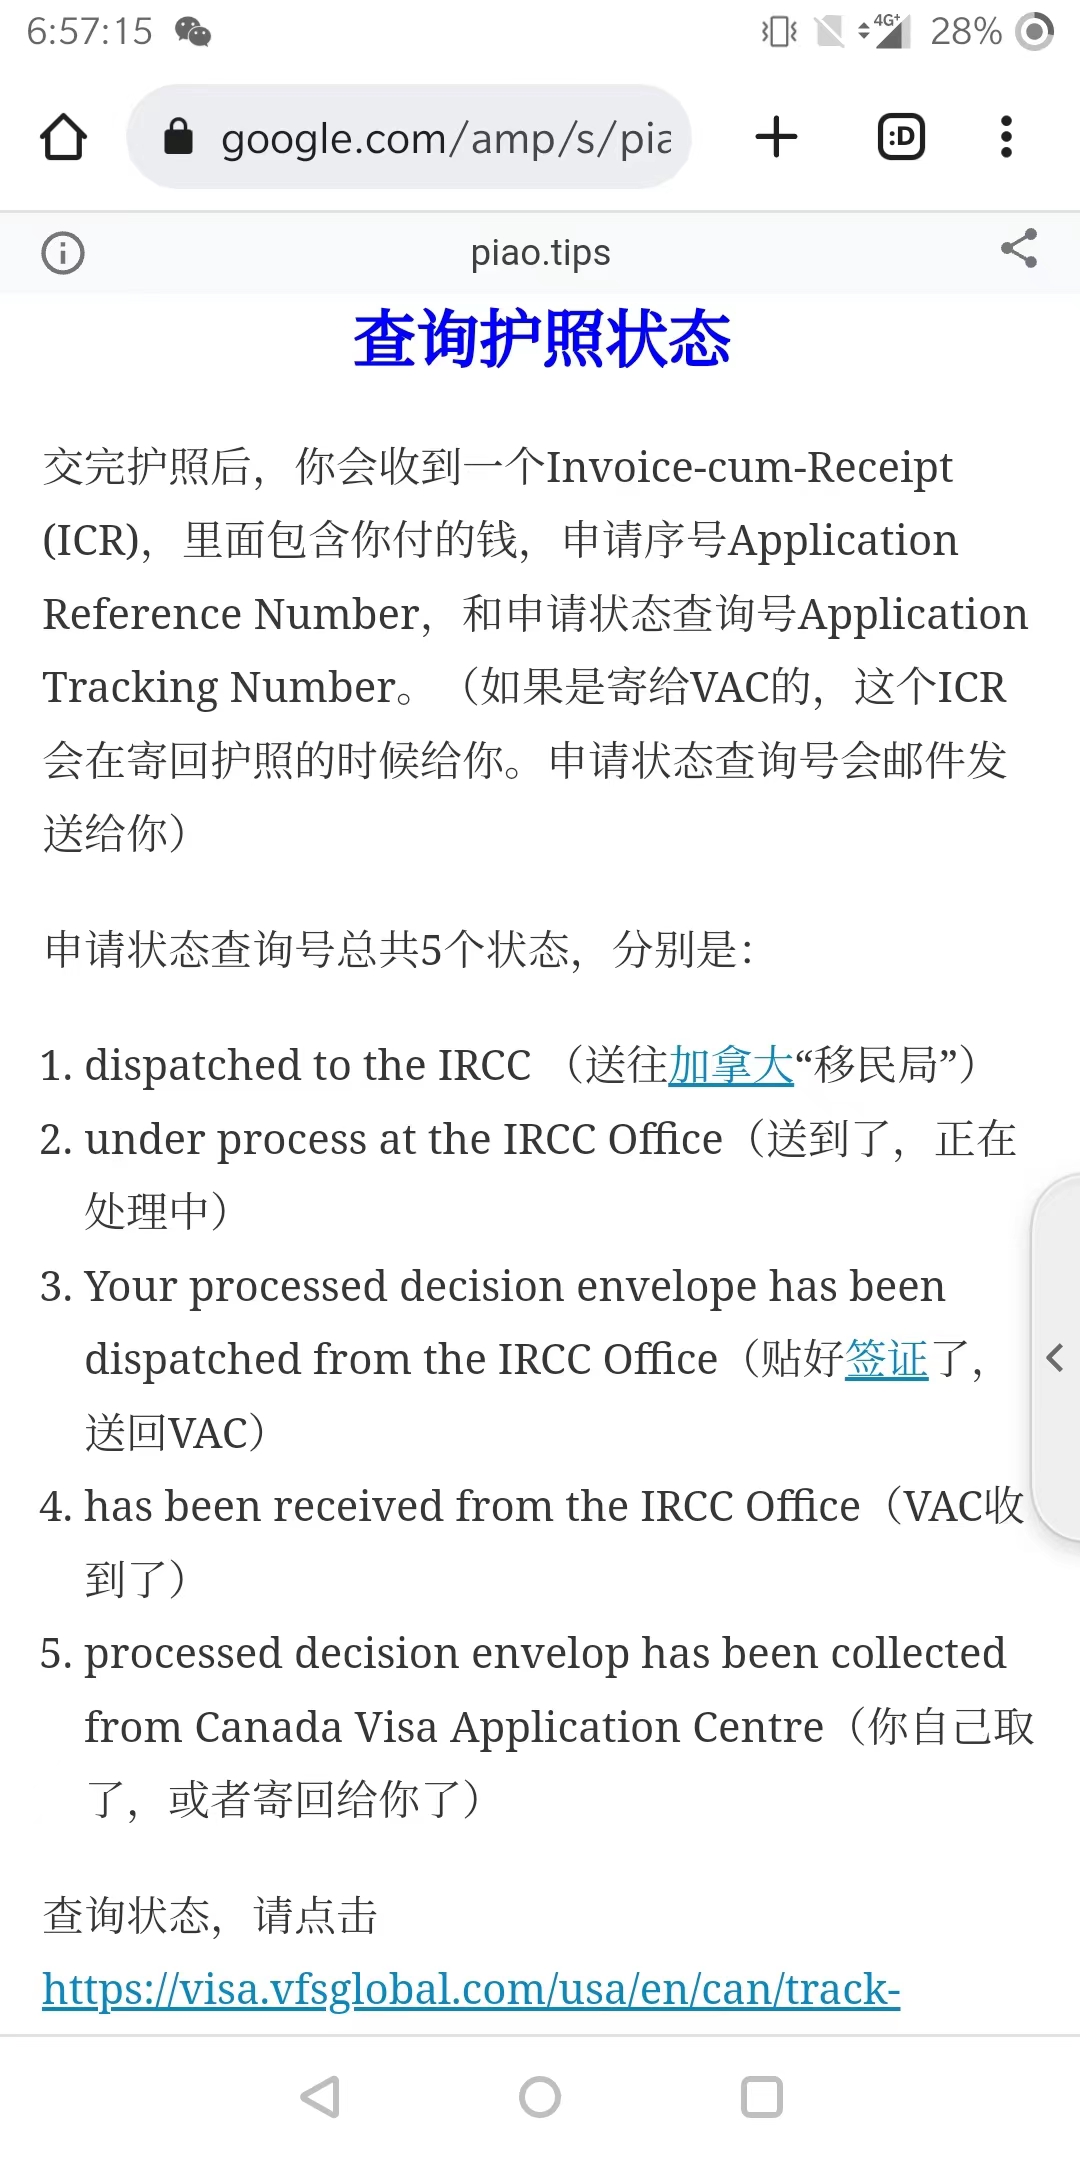 6:57:15
4G+
28%
google.com/amp/s/pia
:D
piao.tips
查询护照状态
交完护照后，你会收到一个Invoice-cum-Receipt
(ICR)，里面包含你付的钱，申请序号Application
Reference Number，和申请状态查询号Application
Tracking Number。（如果是寄给VAC的，这个ICR
会在寄回护照的时候给你。申请状态查询号会邮件发
送给你）
申请状态查询号总共5个状态，分别是：
1. dispatched to the IRCC （送往加拿大“移民局”）
2. under process at the IRCC Office（送到了，正在
处理中）
3. Your processed decision envelope has been
dispatched from the IRCC Office（贴好签证了，
送回VAC）
4. has been received from the IRCC Office（VAC收
到了）
5. processed decision envelop has been collected
from Canada Visa Application Centre（你自己取
了，或者寄回给你了）
查询状态，请点击
https://visa.vfsglobal.com/usa/en/can/track-